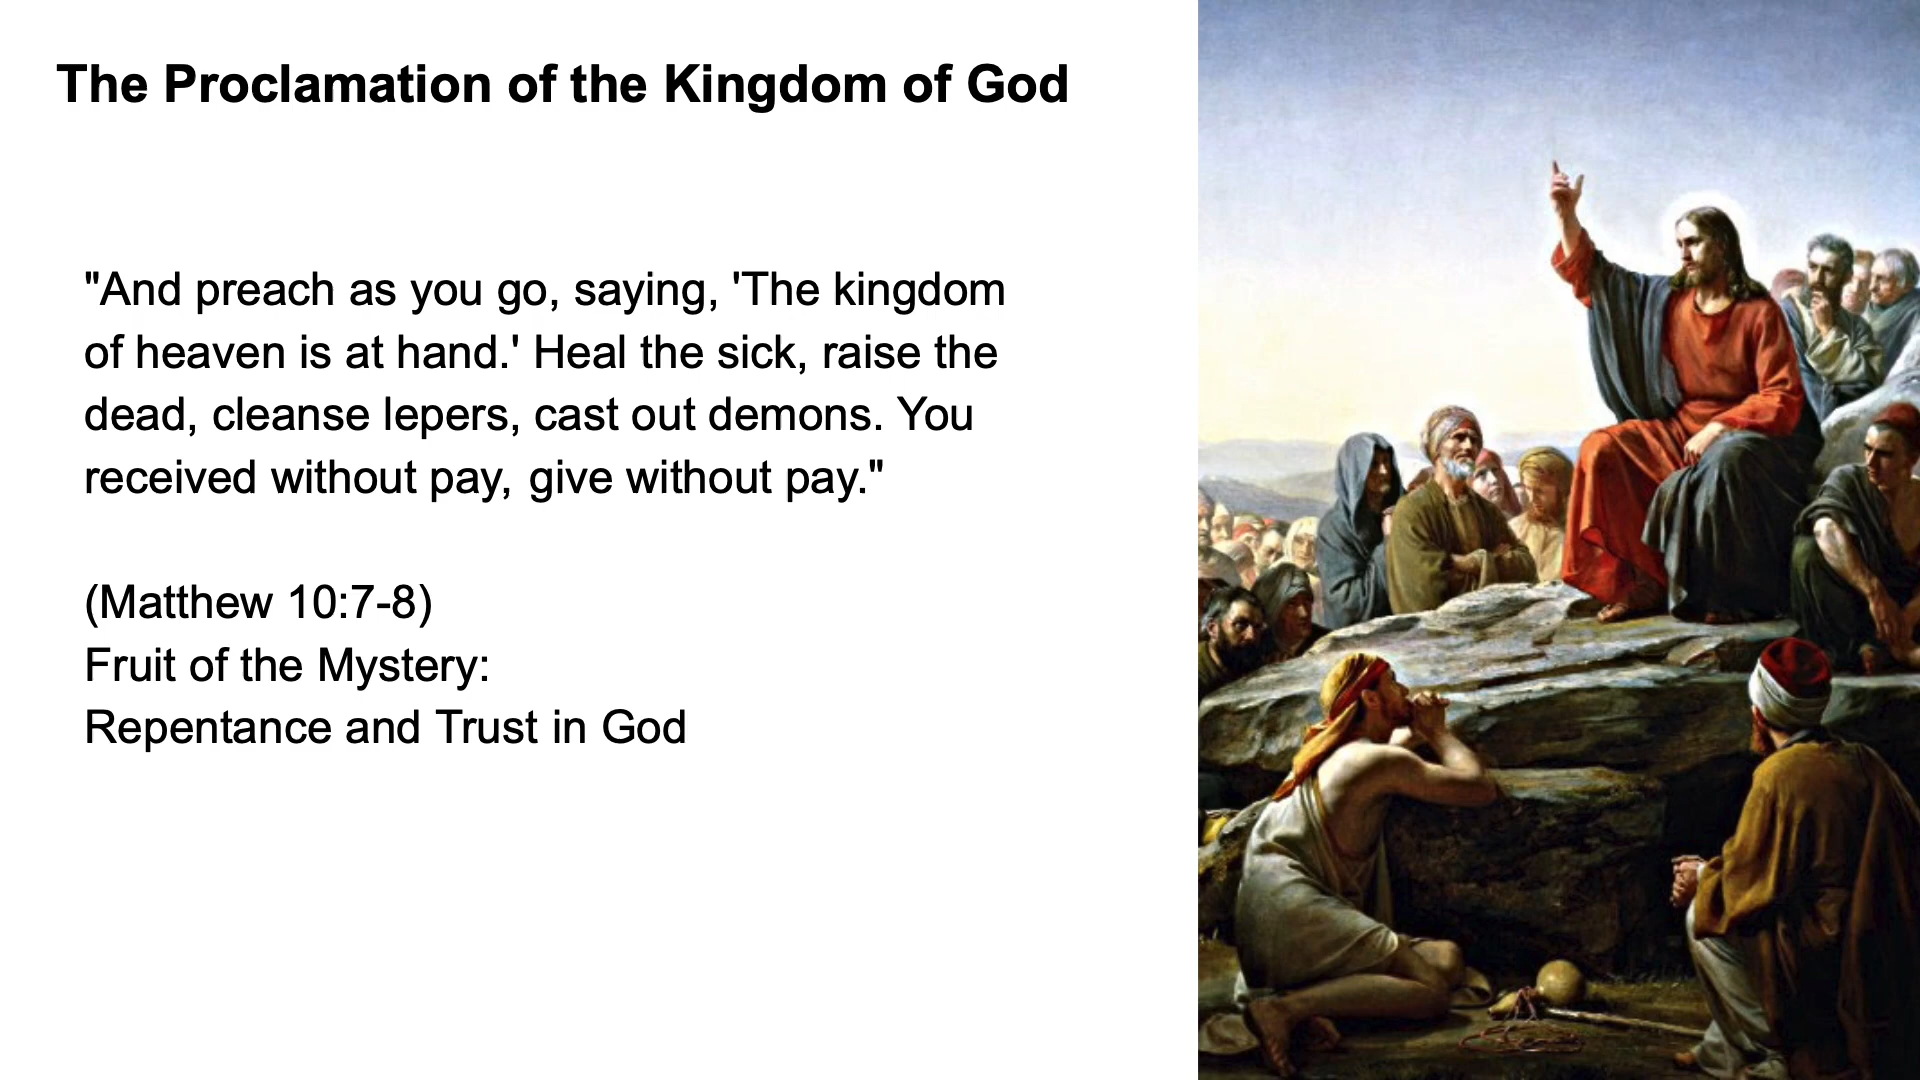 The Proclamation of the Kingdom of God
"And preach as you go, saying, 'The kingdom
of heaven is at hand.' Heal the sick, raise the
dead, cleanse lepers, cast out demons. You
received without pay, give without pay."
(Matthew 10:7-8)
Fruit of the Mystery:
Repentance and Trust in God